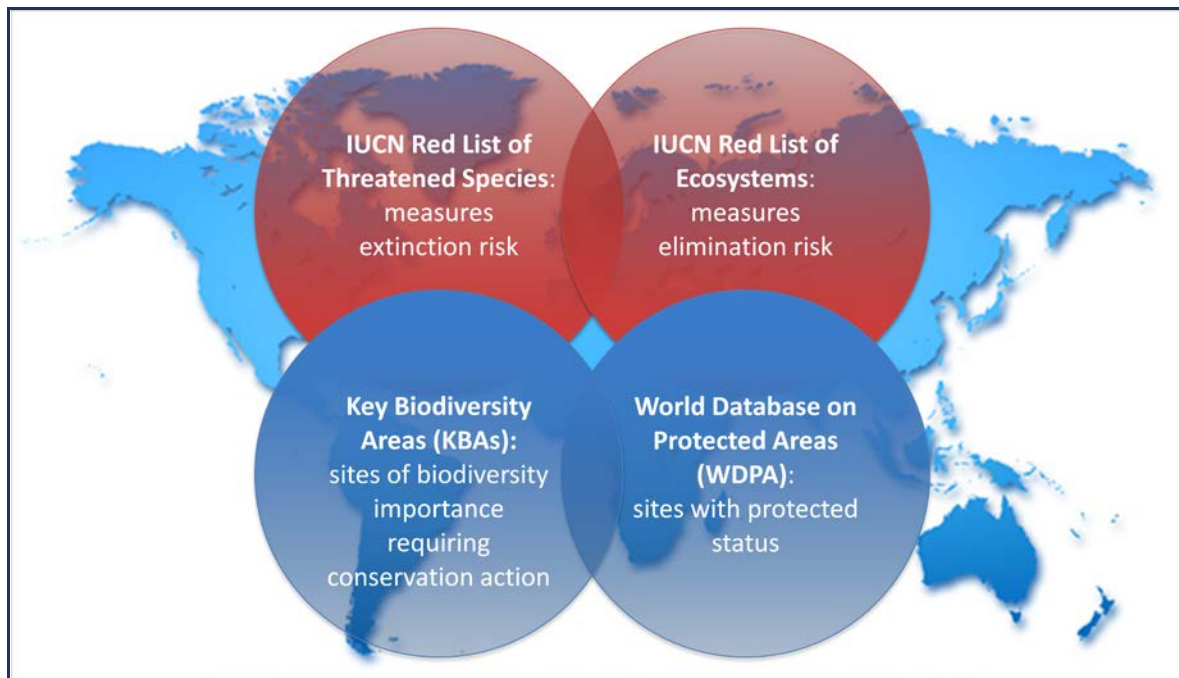 IUCN Red List of
Threatened Species:
measures
extinction risk
IUCN Red List of
Ecosystems:
measures
elimination risk
Key Biodiversity
Areas (KBAs):
sites of biodiversity
importance
requiring
conservation action
World Database on
Protected Areas
(WDPA):
sites with protected
status